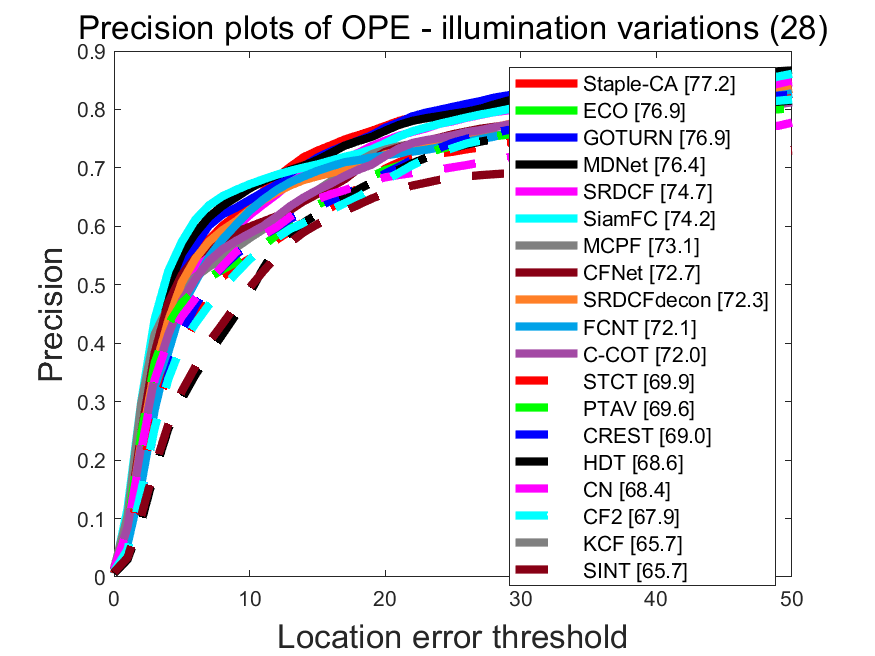 Precision plots of OPE - illumination variations (28)
0.9
0.8
0.7
0.6
0.5
0.4
0.3
0.2
0.1
0
Precision
Staple-CA [77.2]
ECO [76.9]
GOTURN [76.9]
MDNet [76.4]
SRDCF [74.7]
SiamFC [74.2]
MCPF [73.1]
CFNet [72.7]
SRDCFdecon [72.3]
FCNT [72.1]
C-COT [72.0]
STCT [69.9]
PTAV [69.6]
CREST [69.0]
HDT [68.6]
CN [68.4]
CF2 [67.9]
KCF [65.7]
SINT [65.7]
0 10 20 30 40 50
Location error threshold